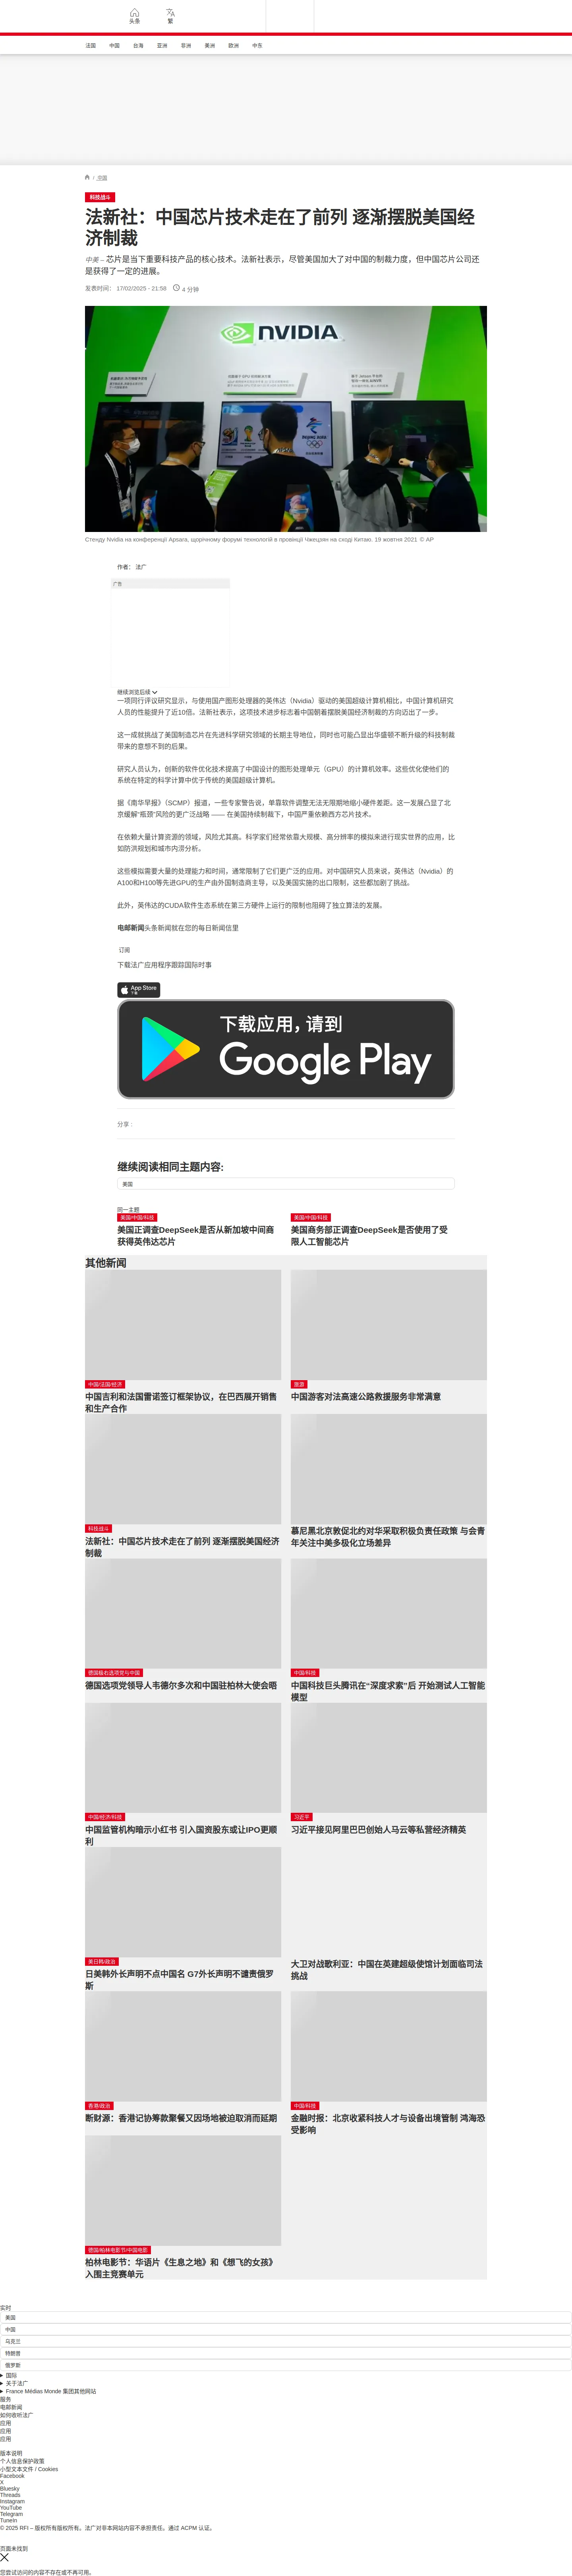 头条
繁
法国
中国
台海
亚洲
非洲
美洲
欧洲
中东
/ 中国
科技战斗
法新社：中国芯片技术走在了前列 逐渐摆脱美国经
济制裁
中美 – 芯片是当下重要科技产品的核心技术。法新社表示，尽管美国加大了对中国的制裁力度，但中国芯片公司还
是获得了一定的进展。
发表时间： 17/02/2025 - 21:58
4 分钟
NVIDIA
BEIJING 2022
Стенду Nvidia на конференції Apsara, щорічному форумі технологій в провінції Чжецзян на сході Китаю. 19 жовтня 2021 © AP
作者： 法广
广告
继续浏览后续
一项同行评议研究显示，与使用国产图形处理器的英伟达（Nvidia）驱动的美国超级计算机相比，中国计算机研究
人员的性能提升了近10倍。法新社表示，这项技术进步标志着中国朝着摆脱美国经济制裁的方向迈出了一步。
这一成就挑战了美国制造芯片在先进科学研究领域的长期主导地位，同时也可能凸显出华盛顿不断升级的科技制裁
带来的意想不到的后果。
研究人员认为，创新的软件优化技术提高了中国设计的图形处理单元（GPU）的计算机效率。这些优化使他们的
系统在特定的科学计算中优于传统的美国超级计算机。
据《南华早报》（SCMP）报道，一些专家警告说，单靠软件调整无法无限期地缩小硬件差距。这一发展凸显了北
京缓解“瓶颈”风险的更广泛战略 —— 在美国持续制裁下，中国严重依赖西方芯片技术。
在依赖大量计算资源的领域，风险尤其高。科学家们经常依靠大规模、高分辨率的模拟来进行现实世界的应用，比
如防洪规划和城市内涝分析。
这些模拟需要大量的处理能力和时间，通常限制了它们更广泛的应用。对中国研究人员来说，英伟达（Nvidia）的
A100和H100等先进GPU的生产由外国制造商主导，以及美国实施的出口限制，这些都加剧了挑战。
此外，英伟达的CUDA软件生态系统在第三方硬件上运行的限制也阻碍了独立算法的发展。
电邮新闻头条新闻就在您的每日新闻信里
订阅
下载法广应用程序跟踪国际时事
App Store
下载应用，请到
Google Play
分享 :
继续阅读相同主题内容:
美国
同一主题
美国/中国/科技
美国正调查DeepSeek是否从新加坡中间商
获得英伟达芯片
美国/中国/科技
美国商务部正调查DeepSeek是否使用了受
限人工智能芯片
其他新闻
中国/法国/经济
中国吉利和法国雷诺签订框架协议，在巴西展开销售
和生产合作
旅游
中国游客对法高速公路救援服务非常满意
科技战斗
法新社：中国芯片技术走在了前列 逐渐摆脱美国经济
制裁
慕尼黑北京敦促北约对华采取积极负责任政策 与会青
年关注中美多极化立场差异
德国极右选项党与中国
德国选项党领导人韦德尔多次和中国驻柏林大使会晤
中国/科技
中国科技巨头腾讯在“深度求索”后 开始测试人工智能
模型
中国/经济/科技
中国监管机构暗示小红书 引入国资股东或让IPO更顺
利
习近平
习近平接见阿里巴巴创始人马云等私营经济精英
美日韩/政治
日美韩外长声明不点中国名 G7外长声明不谴责俄罗
斯
大卫对战歌利亚：中国在英建超级使馆计划面临司法
挑战
香港/政治
断财源：香港记协筹款聚餐又因场地被迫取消而延期
中国/科技
金融时报：北京收紧科技人才与设备出境管制 鸿海恐
受影响
德国/柏林电影节/中国电影
柏林电影节：华语片《生息之地》和《想飞的女孩》
入围主竞赛单元
实时
美国
中国
乌克兰
特朗普
俄罗斯
国际
关于法广
France Médias Monde 集团其他网站
服务
电邮新闻
如何收听法广
应用
应用
应用
版本说明
个人信息保护政策
小型文本文件 / Cookies
Facebook
X
Bluesky
Threads
Instagram
YouTube
Telegram
TuneIn
© 2025 RFI – 版权所有版权所有。法广对非本网站内容不承担责任。通过 ACPM 认证。
页面未找到
您尝试访问的内容不存在或不再可用。